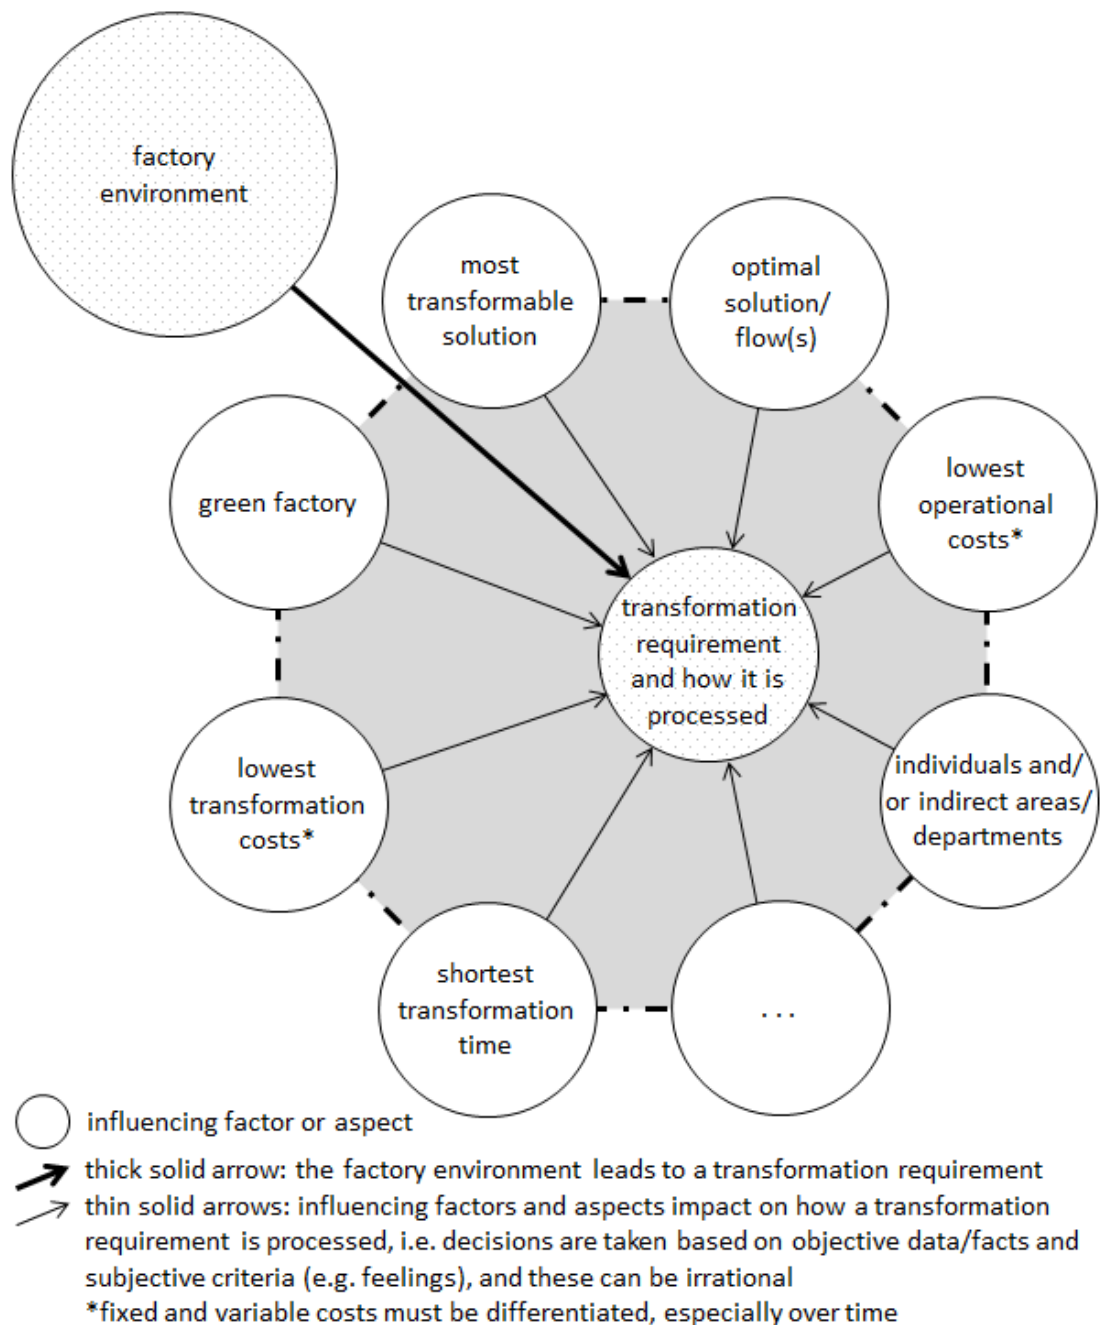 factory
environment
most
transformable
solution
optimal
solution/
flow(s)
green factory
lowest
operational
costs*
transformation
requirement
and how it is
processed
lowest
transformation
costs*
individuals and/
or indirect areas/
departments
shortest
transformation
time
...
influencing factor or aspect
thick solid arrow: the factory environment leads to a transformation requirement
thin solid arrows: influencing factors and aspects impact on how a transformation
requirement is processed, i.e. decisions are taken based on objective data/facts and
subjective criteria (e.g. feelings), and these can be irrational
*fixed and variable costs must be differentiated, especially over time